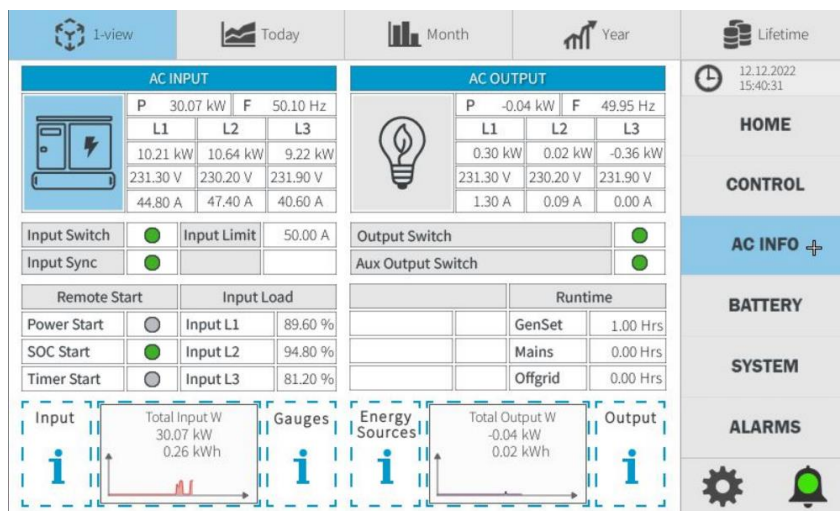 1-view Today Month Year Lifetime
12.12.2022
15:40:31
AC INPUT
P 30.07 kW F 50.10 Hz
L1 L2 L3
10.21 kW 10.64 kW 9.22 kW
231.30 V 230.20 V 231.90 V
44.80 A 47.40 A 40.60 A
Input Switch Input Limit 50.00 A
Input Sync
Remote Start Input Load
Power Start Input L1 89.60 %
SOC Start Input L2 94.80 %
Timer Start Input L3 81.20 %
Input
Total Input W
30.07 kW
0.26 kWh
Gauges
AC OUTPUT
P -0.04 kW F 49.95 Hz
L1 L2 L3
0.30 kW 0.02 kW -0.36 kW
231.30 V 230.20 V 231.90 V
1.30 A 0.09 A 0.00 A
Output Switch
Aux Output Switch
Runtime
GenSet 1.00 Hrs
Mains 0.00 Hrs
Offgrid 0.00 Hrs
Energy
Sources
Total Output W
-0.04 kW
0.02 kWh
Output
HOME
CONTROL
AC INFO
BATTERY
SYSTEM
ALARMS